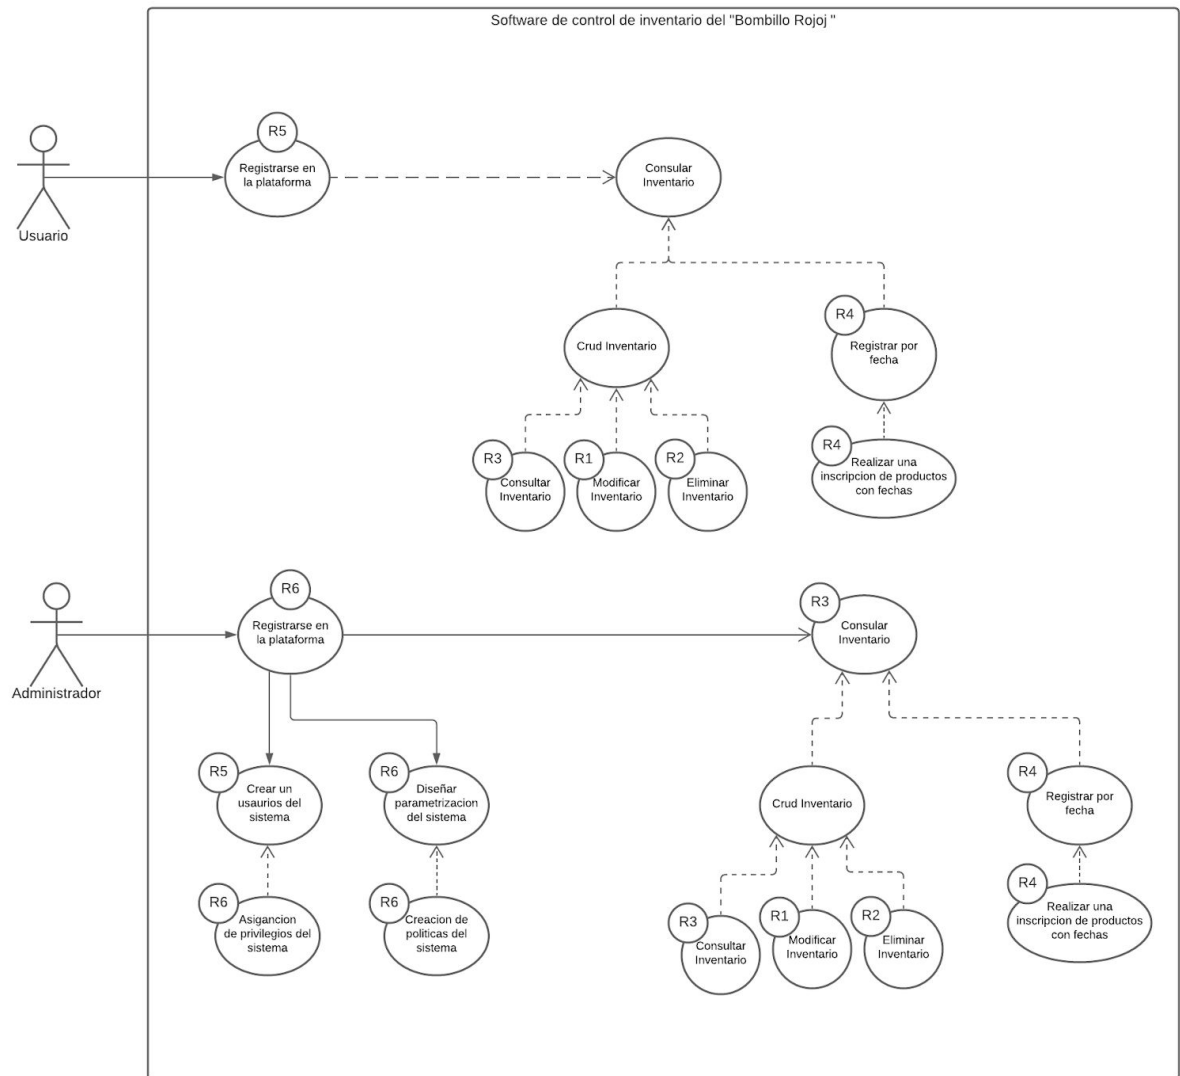 Software de control de inventario del "Bombillo Rojoj "
R5
Registrarse en
la plataforma
Consular
Inventario
Usuario
R4
Crud Inventario
Registrar por
fecha
R3
R1
R2
R4
Consultar
Inventario
Modificar
Inventario
Eliminar
Inventario
Realizar una
inscripcion de productos
con fechas
R6
Registrarse en
la plataforma
R3
Consular
Inventario
Administrador
R5
Crear un
usaurios del
sistema
R6
Diseñar
parametrizacion
del sistema
Crud Inventario
R4
Registrar por
fecha
R6
Asigancion
de privilegios del
sistema
R6
Creacion de
politicas del
sistema
R3
Consultar
Inventario
R1
Modificar
Inventario
R2
Eliminar
Inventario
R4
Realizar una
inscripcion de productos
con fechas